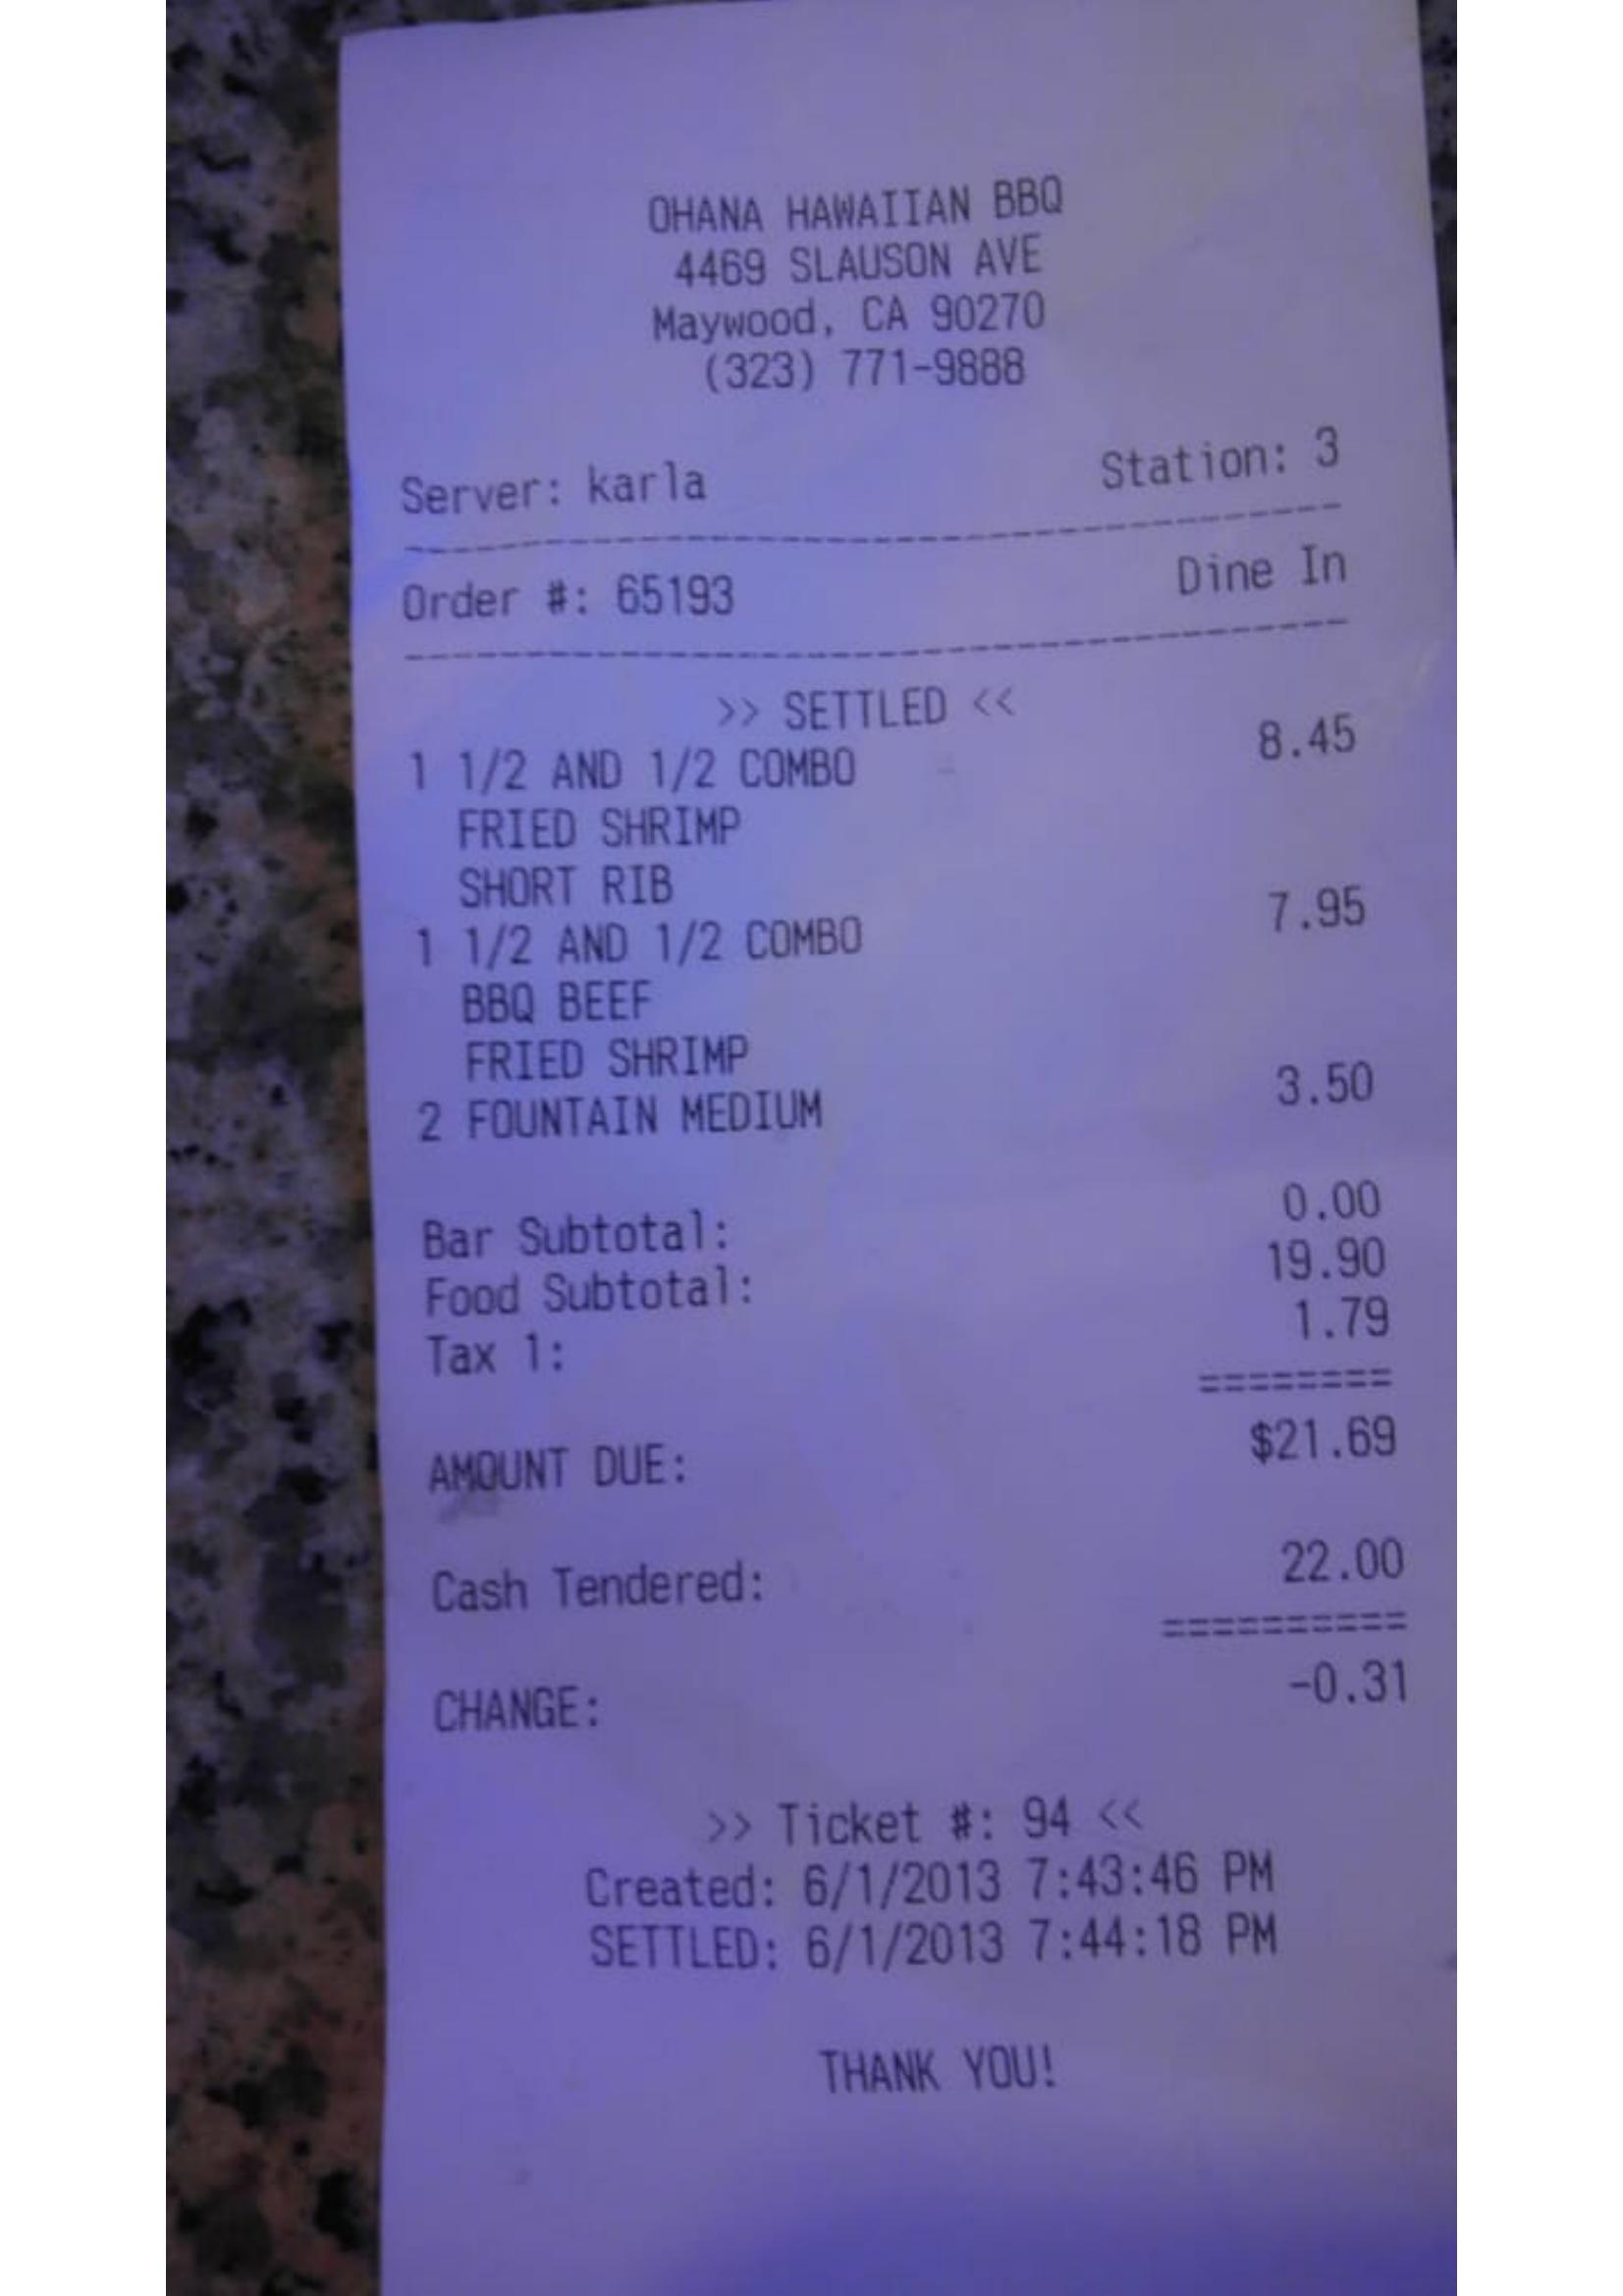 OHANA HAWAIIAN BBQ
4469 SLAUSON AVE
Maywood, CA 90270
(323) 771-9888
Server: karla Station: 3
Order #: 65193 Dine In
>> SETTLED <<
1 1/2 AND 1/2 COMBO 8.45
FRIED SHRIMP
SHORT RIB
1 1/2 AND 1/2 COMBO 7.95
BBQ BEEF
FRIED SHRIMP
2 FOUNTAIN MEDIUM 3.50
Bar Subtotal: 0.00
Food Subtotal: 19.90
Tax 1: 1.79
========
AMOUNT DUE: $21.69
Cash Tendered: 22.00
==========
CHANGE: -0.31
>> Ticket #: 94 <<
Created: 6/1/2013 7:43:46 PM
SETTLED: 6/1/2013 7:44:18 PM
THANK YOU!